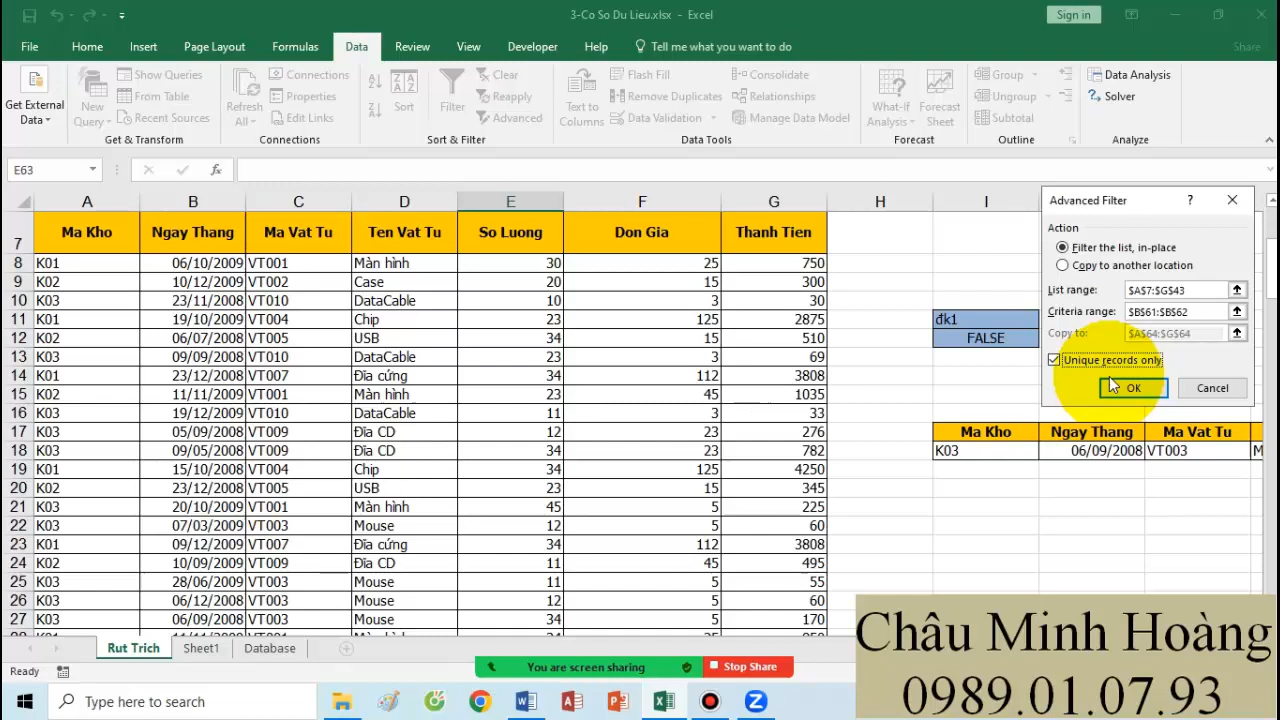 3-Co So Du Lieu.xlsx - Excel
Sign in
File Home Insert Page Layout Formulas Data Review View Developer Help Tell me what you want to do Share
Get External Data
New Query
Show Queries
From Table
Recent Sources
Get & Transform
Refresh All
Connections
Properties
Edit Links
Connections
Sort
Filter
Clear
Reapply
Advanced
Sort & Filter
Text to Columns
Flash Fill
Remove Duplicates
Data Validation
Consolidate
Relationships
Manage Data Model
Data Tools
What-If Analysis
Forecast Sheet
Forecast
Group
Ungroup
Subtotal
Outline
Data Analysis
Solver
Analyze
E63 fx
A B C D E F G H I
7 Ma Kho Ngay Thang Ma Vat Tu Ten Vat Tu So Luong Don Gia Thanh Tien
8 K01 06/10/2009 VT001 Màn hình 30 25 750
9 K02 10/12/2009 VT002 Case 20 15 300
10 K03 23/11/2008 VT010 DataCable 10 3 30
11 K01 19/10/2009 VT004 Chip 23 125 2875 đk1
12 K02 06/07/2008 VT005 USB 34 15 510 FALSE
13 K03 09/09/2008 VT010 DataCable 23 3 69
14 K01 23/12/2008 VT007 Đĩa cứng 34 112 3808
15 K02 11/11/2009 VT001 Màn hình 23 45 1035
16 K03 19/12/2008 VT010 DataCable 11 3 33
17 K03 05/09/2008 VT009 Đĩa CD 12 23 276 Ma Kho Ngay Thang Ma Vat Tu
18 K03 09/05/2008 VT009 Đĩa CD 34 23 782 K03 06/09/2008 VT003 M
19 K01 15/10/2008 VT004 Chip 34 125 4250
20 K02 23/12/2008 VT005 USB 23 15 345
21 K03 20/10/2009 VT001 Màn hình 45 5 225
22 K03 07/03/2009 VT003 Mouse 12 5 60
23 K01 09/12/2009 VT007 Đĩa cứng 34 112 3808
24 K02 10/09/2009 VT009 Đĩa CD 11 45 495
25 K03 28/06/2009 VT003 Mouse 11 5 55
26 K03 06/12/2008 VT003 Mouse 12 5 60
27 K03 06/09/2008 VT003 Mouse 34 5 170
Advanced Filter ?
Action
Filter the list, in-place
Copy to another location
List range: $A$7:$G$43
Criteria range: $B$61:$B$62
Copy to: $A$64:$G$64
Unique records only
OK Cancel
Rut Trich Sheet1 Database
Ready
You are screen sharing Stop Share
Type here to search
Châu Minh Hoàng
0989.01.07.93